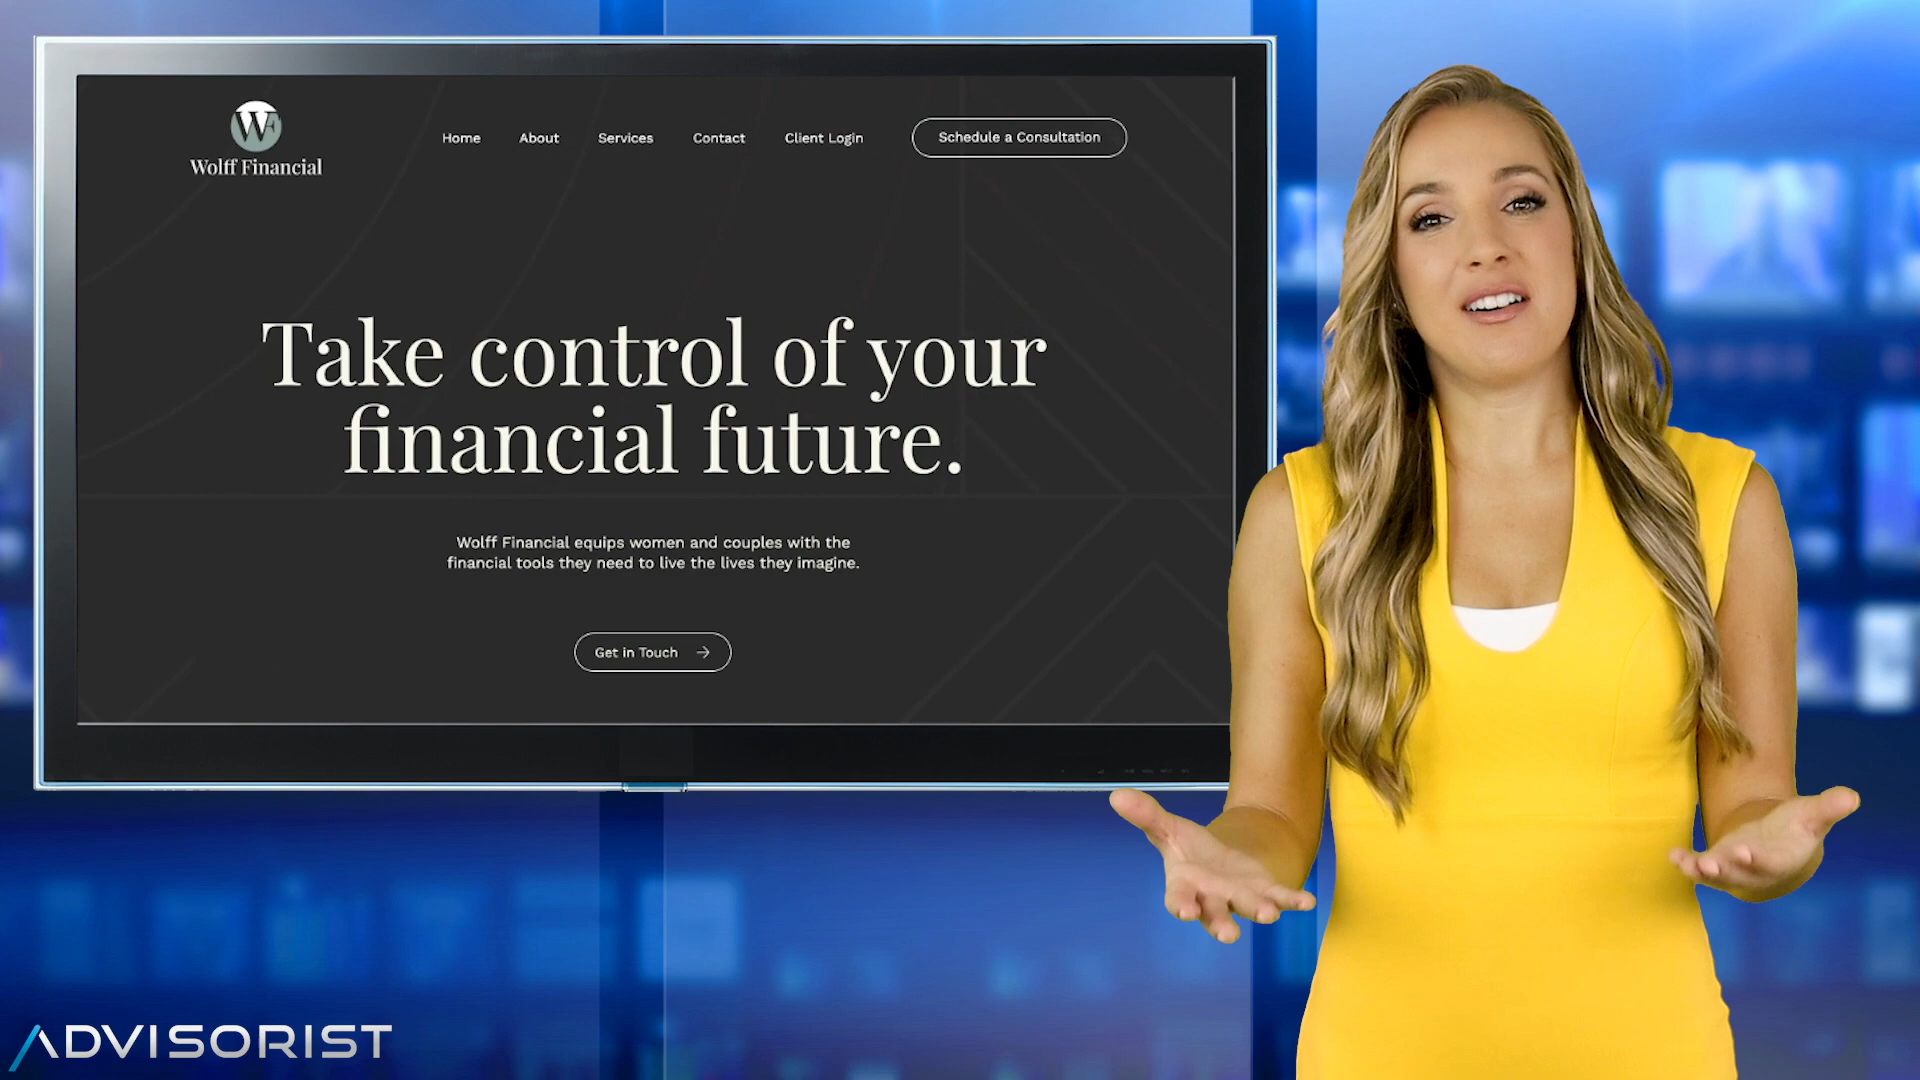 WF
Wolff Financial
Home
About
Services
Contact
Client Login
Schedule a Consultation
Take control of your
financial future.
Wolff Financial equips women and couples with the
financial tools they need to live the lives they imagine.
Get in Touch
ADVISORIST